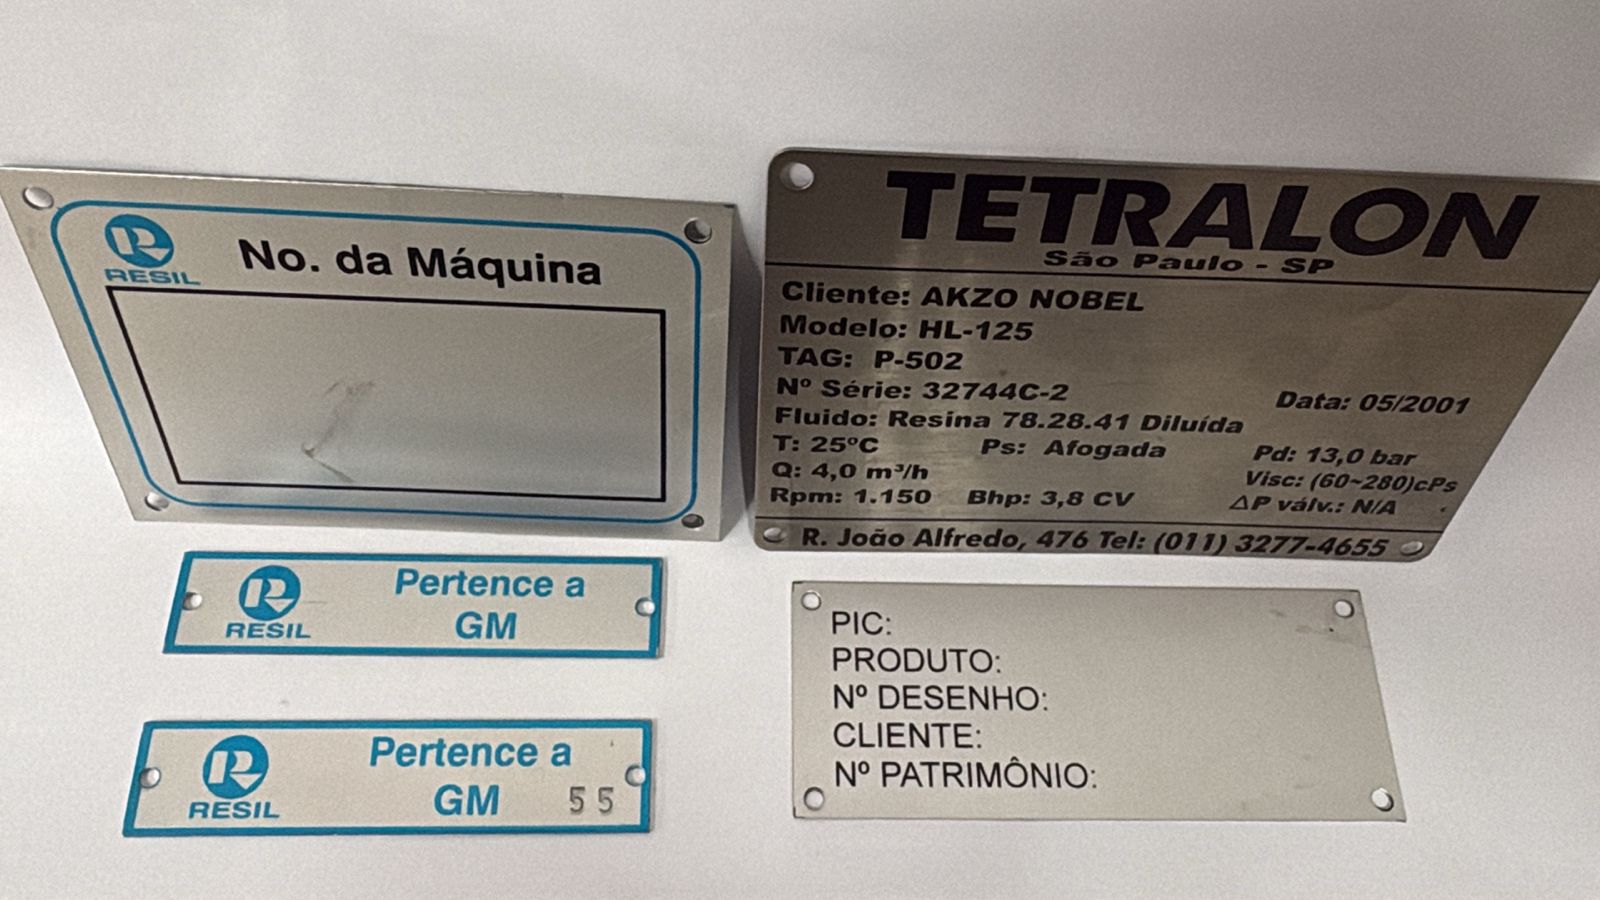 RESIL
No. da Máquina
TETRALON
São Paulo - SP
Cliente: AKZO NOBEL
Modelo: HL-125
TAG: P-502
Nº Série: 32744C-2 Data: 05/2001
Fluido: Resina 78.28.41 Diluída
T: 25ºC Ps: Afogada Pd: 13,0 bar
Q: 4,0 m³/h Visc: (60~280)cPs
Rpm: 1.150 Bhp: 3,8 CV ΔP válv.: N/A
R. João Alfredo, 476 Tel: (011) 3277-4655
RESIL
Pertence a
GM
RESIL
Pertence a
GM 55
PIC:
PRODUTO:
Nº DESENHO:
CLIENTE:
Nº PATRIMÔNIO: